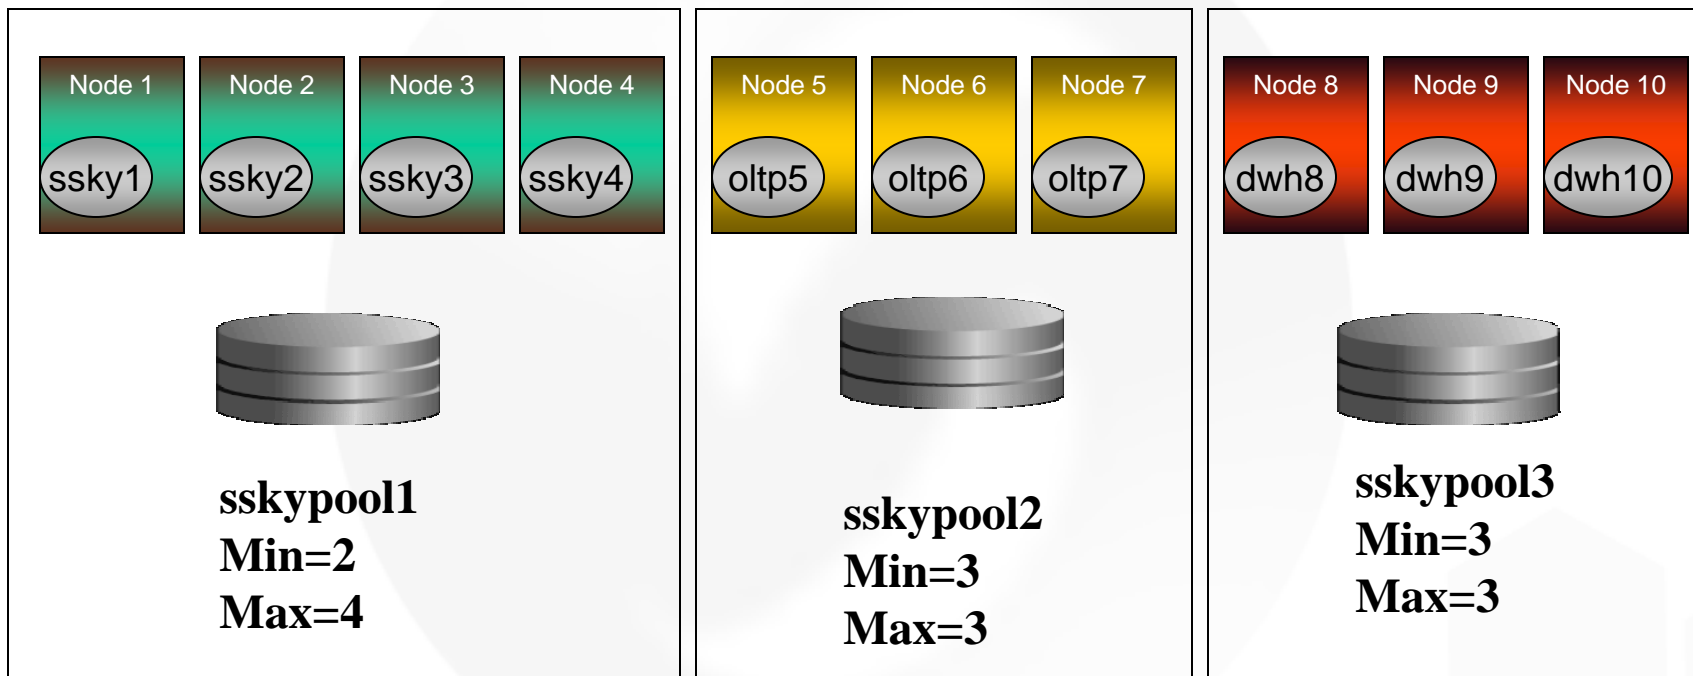 Node 1
ssky1
Node 2
ssky2
Node 3
ssky3
Node 4
ssky4
sskypool1
Min=2
Max=4
Node 5
oltp5
Node 6
oltp6
Node 7
oltp7
sskypool2
Min=3
Max=3
Node 8
dwh8
Node 9
dwh9
Node 10
dwh10
sskypool3
Min=3
Max=3